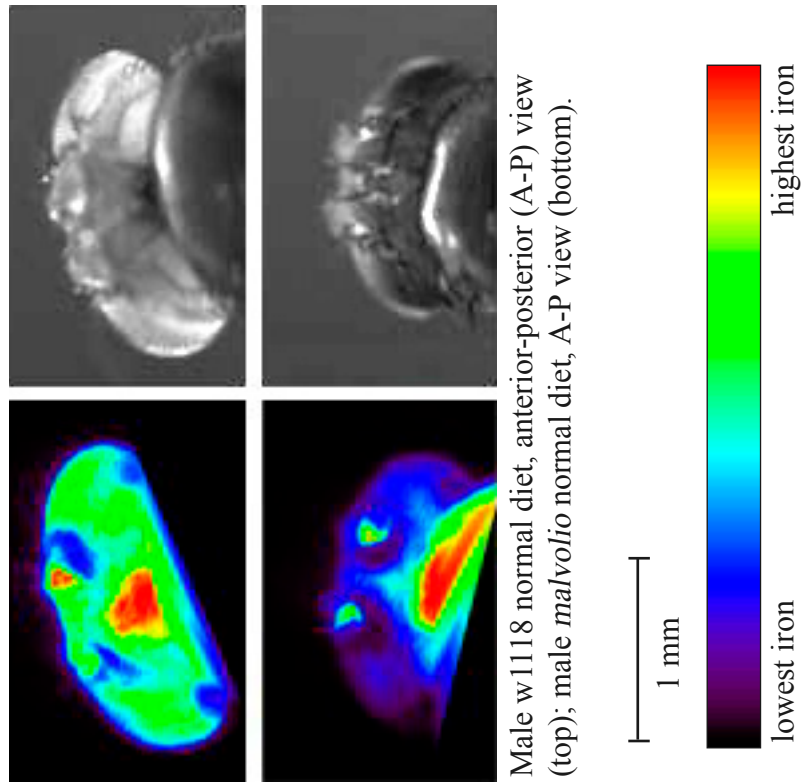 Male w1118 normal diet, anterior-posterior (A-P) view
(top); male malvolio normal diet, A-P view (bottom).
1 mm
lowest iron
highest iron